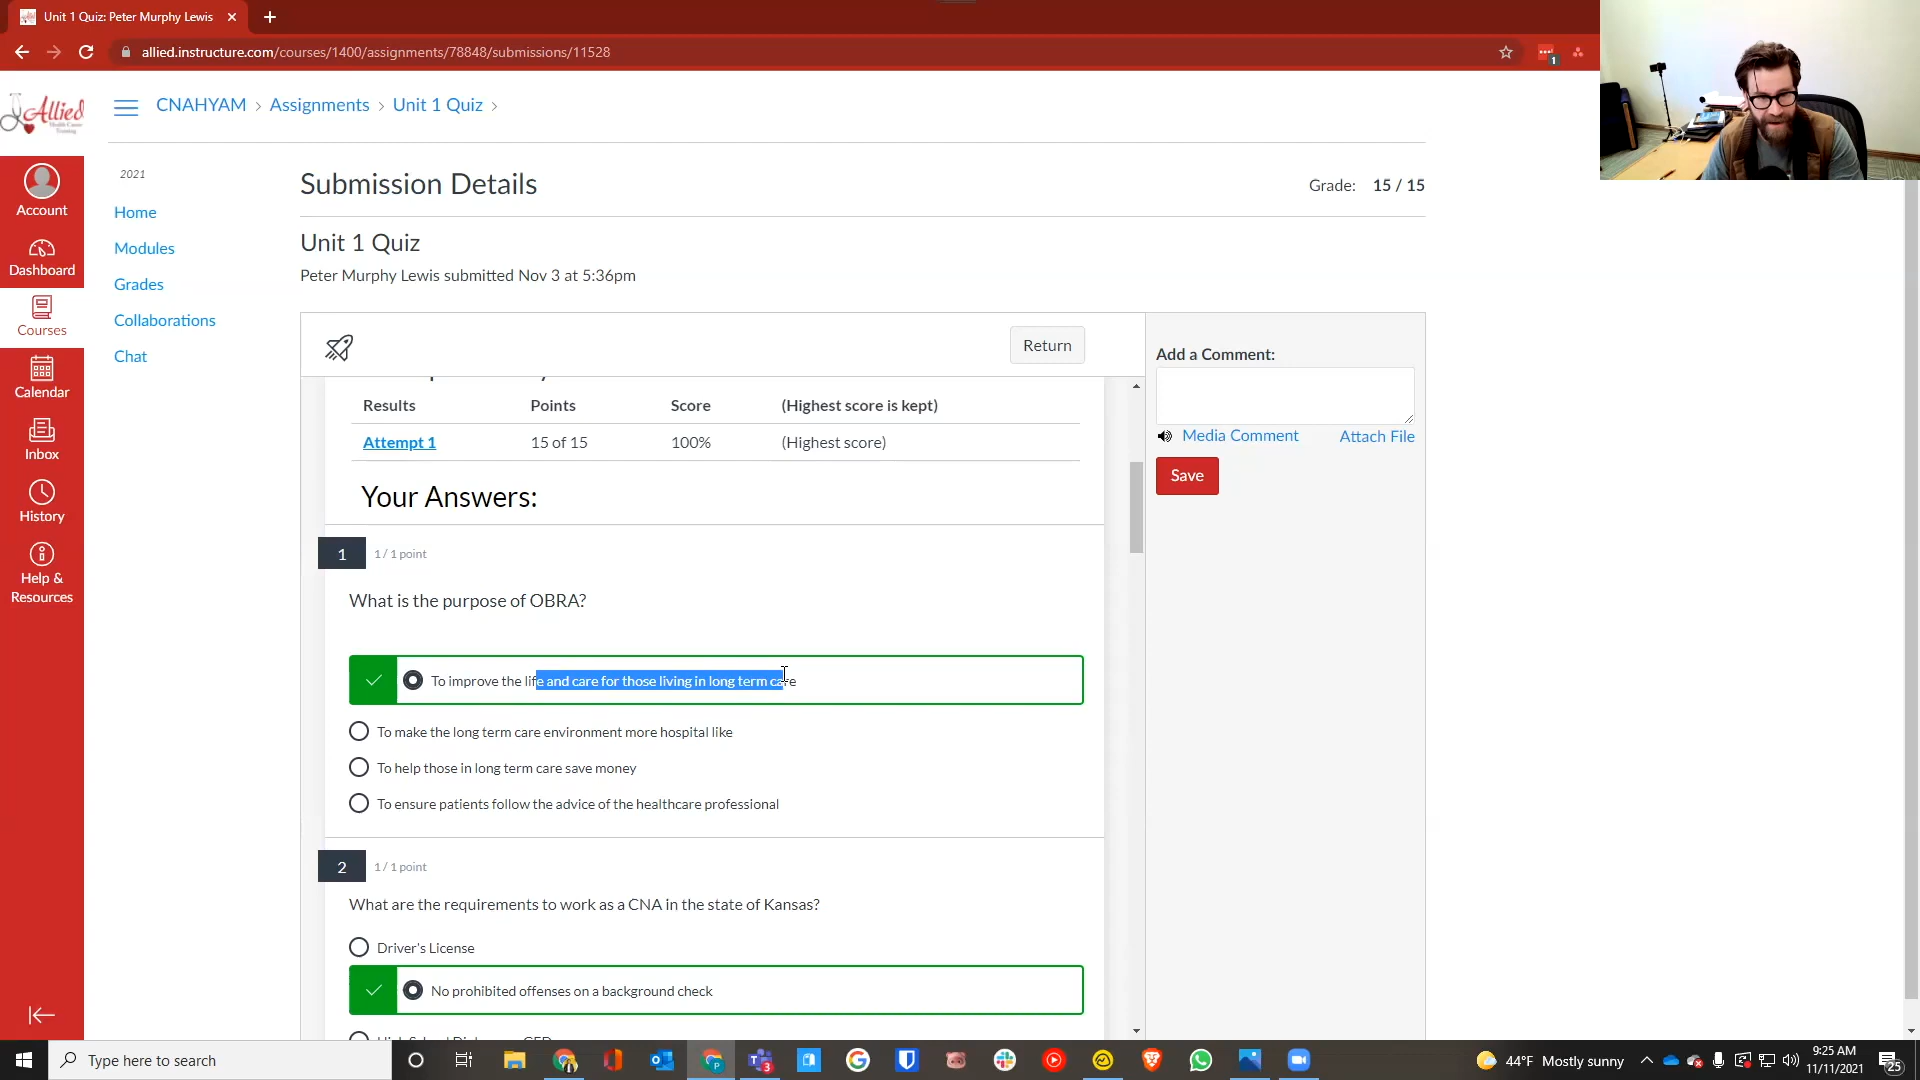 Unit 1 Quiz: Peter Murphy Lewis
allied.instructure.com/courses/1400/assignments/78848/submissions/11528
1
Allied
CNAHYAM > Assignments > Unit 1 Quiz >
Account
Dashboard
Courses
Calendar
Inbox
History
Help &
Resources
2021
Home
Modules
Grades
Collaborations
Chat
Submission Details
Grade: 15 / 15
Unit 1 Quiz
Peter Murphy Lewis submitted Nov 3 at 5:36pm
Return
Results Points Score (Highest score is kept)
Attempt 1 15 of 15 100% (Highest score)
Your Answers:
1 1 / 1 point
What is the purpose of OBRA?
To improve the life and care for those living in long term care
To make the long term care environment more hospital like
To help those in long term care save money
To ensure patients follow the advice of the healthcare professional
2 1 / 1 point
What are the requirements to work as a CNA in the state of Kansas?
Driver's License
No prohibited offenses on a background check
Add a Comment:
Media Comment Attach File
Save
Type here to search
3
44°F Mostly sunny
9:25 AM
11/11/2021
25